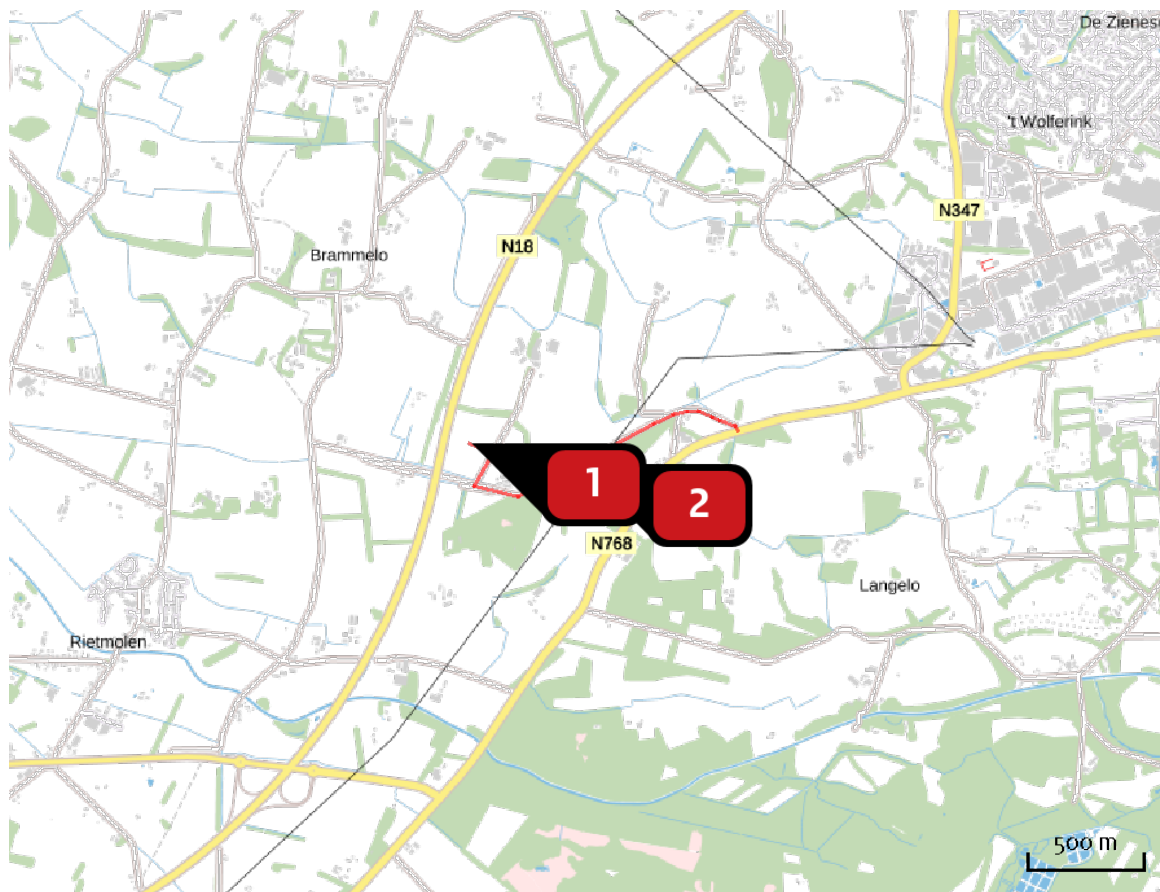 De Zienes
't Wolferink
N347
N18
Brammelo
1
2
N768
Langelo
Rietmolen
500 m